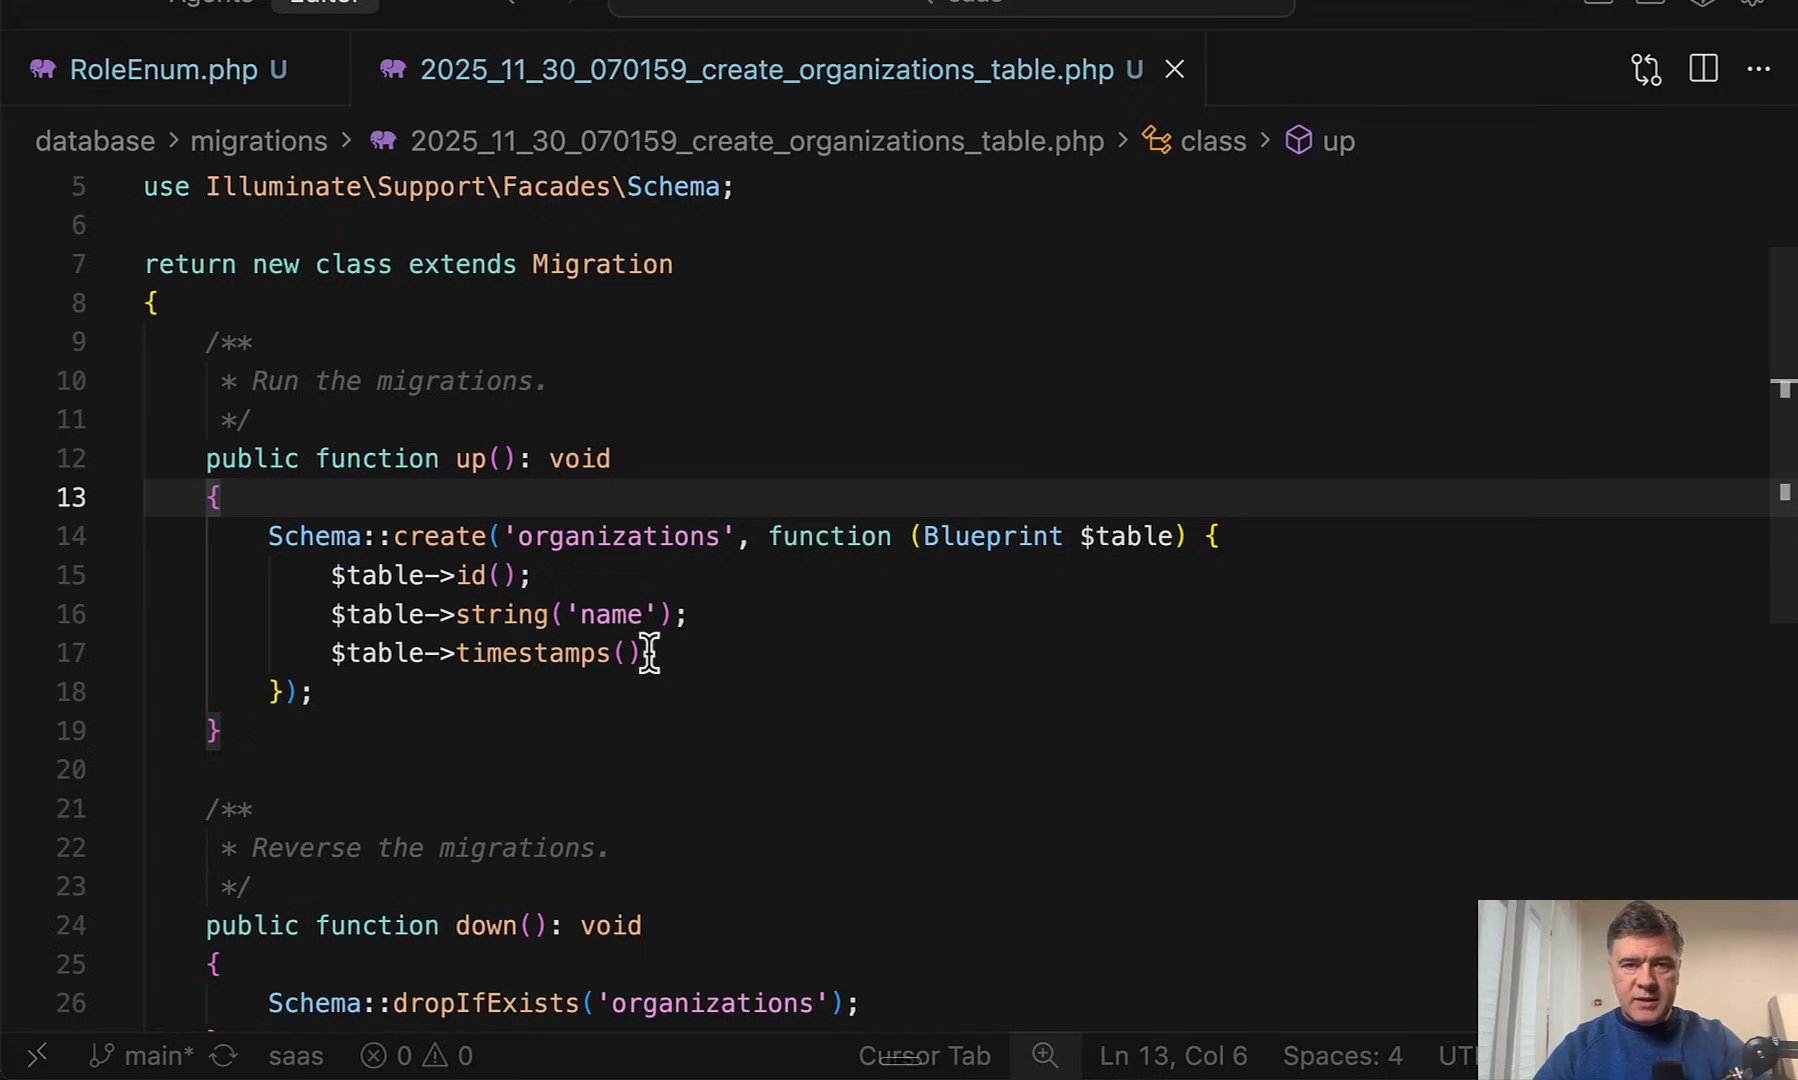 Agents Editor
saas
RoleEnum.php U
2025_11_30_070159_create_organizations_table.php U
database > migrations > 2025_11_30_070159_create_organizations_table.php > class > up
5 use Illuminate\Support\Facades\Schema;
6
7 return new class extends Migration
8 {
9 /**
10 * Run the migrations.
11 */
12 public function up(): void
13 {
14 Schema::create('organizations', function (Blueprint $table) {
15 $table->id();
16 $table->string('name');
17 $table->timestamps()
18 });
19 }
20
21 /**
22 * Reverse the migrations.
23 */
24 public function down(): void
25 {
26 Schema::dropIfExists('organizations');
main* saas 0 0 Cursor Tab Ln 13, Col 6 Spaces: 4